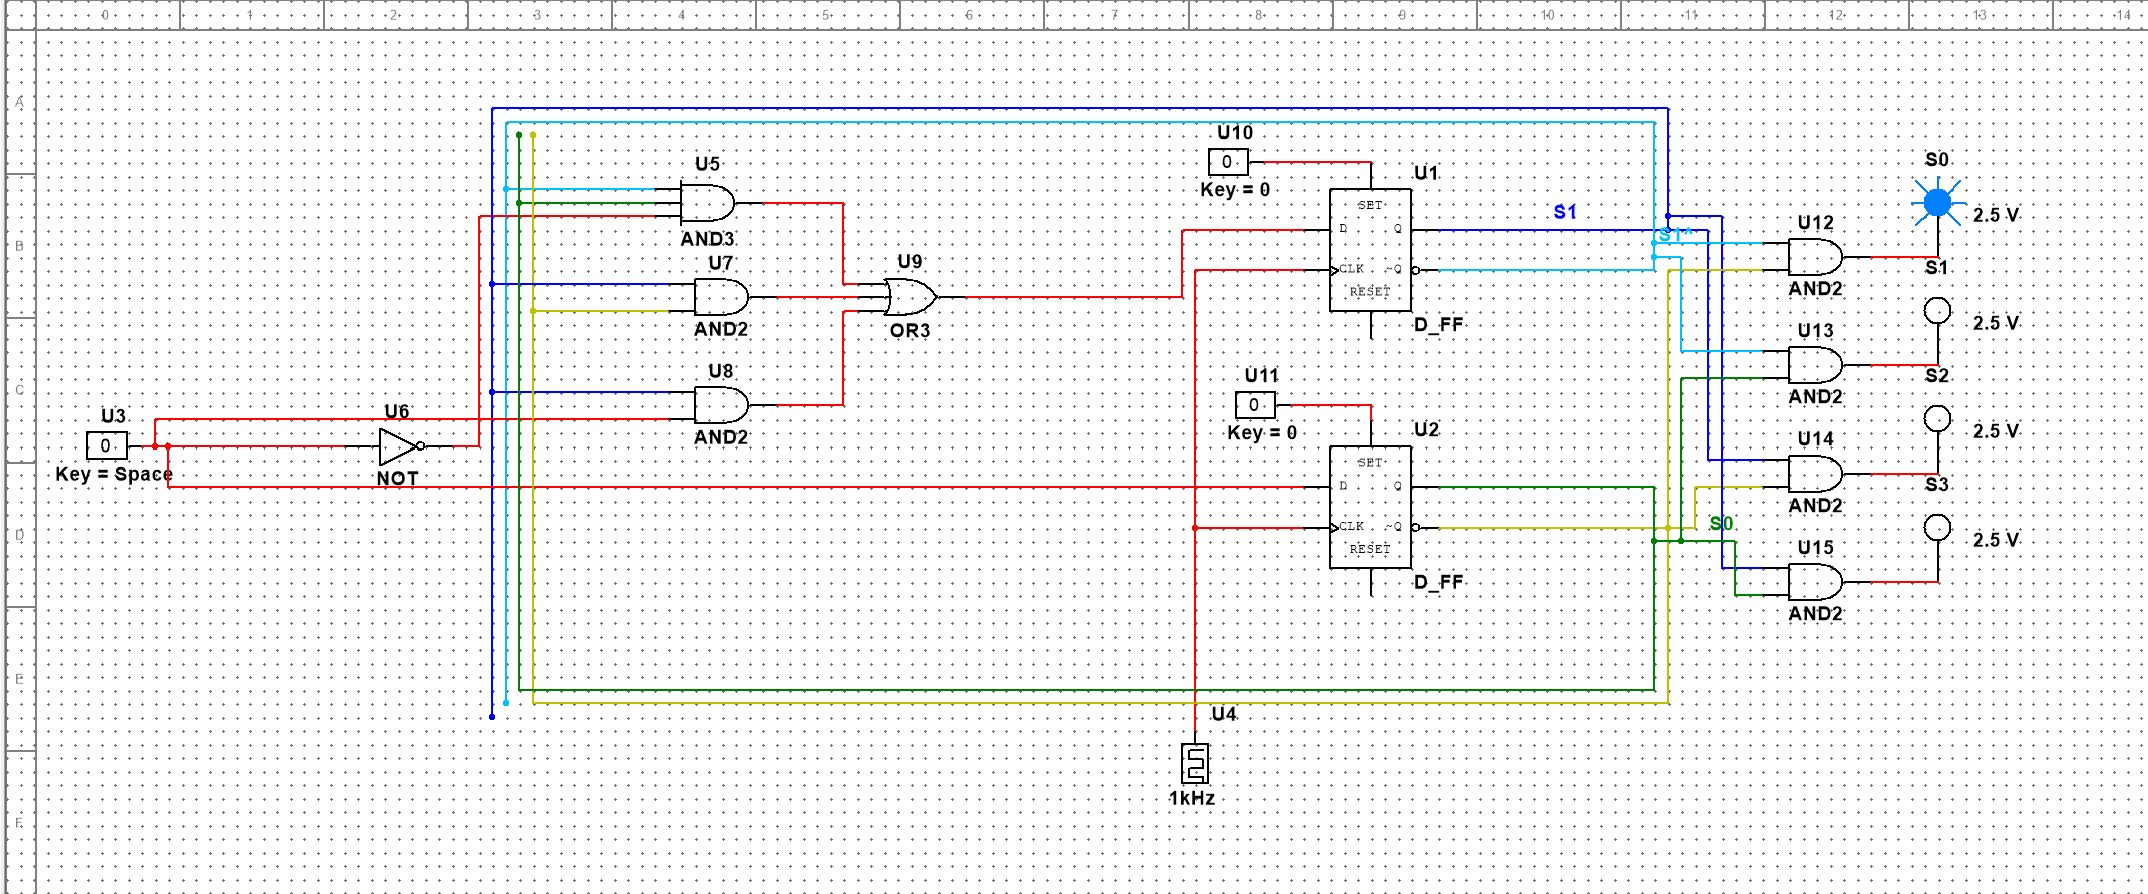 0 1 2 3 4 5 6 7 8 9 10 11 12 13 14
A
U10
0
Key = 0
U1
SET
D Q
CLK ~Q
RESET
D_FF
S1
S1^
U5
AND3
U7
AND2
U9
OR3
U8
AND2
B
U12
AND2
S0
2.5 V
S1
2.5 V
U13
AND2
S2
2.5 V
C
U3
0
Key = Space
U6
NOT
U11
0
Key = 0
U2
SET
D Q
CLK ~Q
RESET
D_FF
U14
AND2
S3
2.5 V
D
S0
U15
AND2
E
U4
1kHz
F